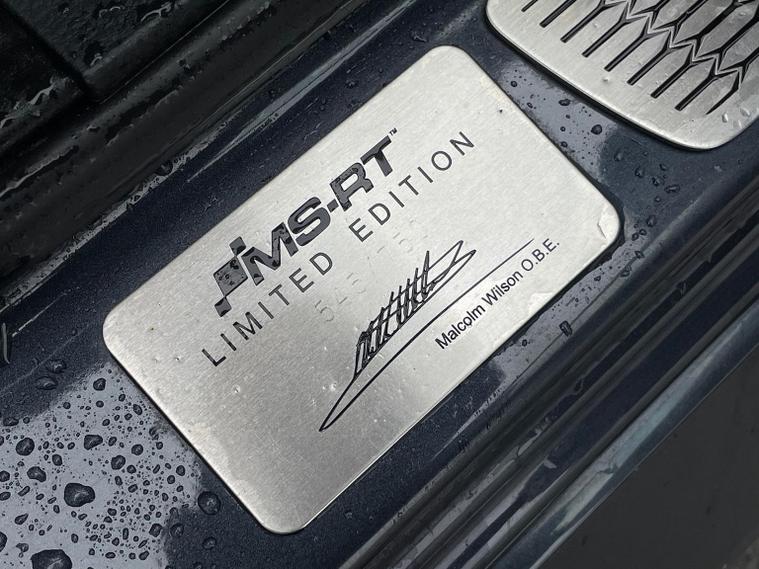 MS-RT™
LIMITED EDITION
Malcolm Wilson O.B.E.